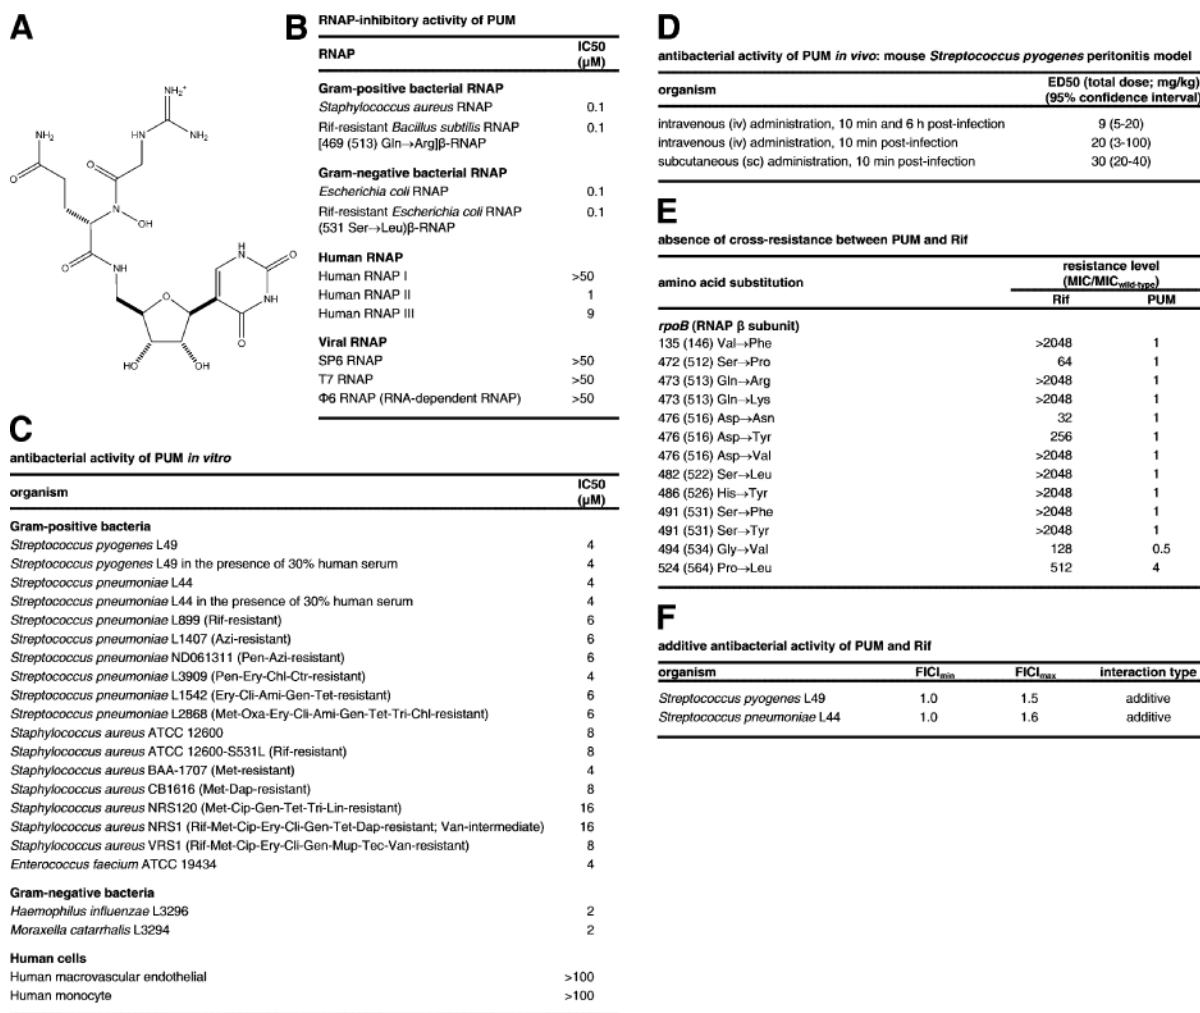 A
NH2+
NH2
HN
NH2
O
O
N
OH
O
NH
H
N
O
NH
O
O
HO
OH
B
RNAP-inhibitory activity of PUM
RNAP IC50 (µM)
Gram-positive bacterial RNAP
Staphylococcus aureus RNAP 0.1
Rif-resistant Bacillus subtilis RNAP 0.1
[469 (513) Gln→Arg]β-RNAP
Gram-negative bacterial RNAP
Escherichia coli RNAP 0.1
Rif-resistant Escherichia coli RNAP 0.1
(531 Ser→Leu)β-RNAP
Human RNAP
Human RNAP I >50
Human RNAP II 1
Human RNAP III 9
Viral RNAP
SP6 RNAP >50
T7 RNAP >50
Φ6 RNAP (RNA-dependent RNAP) >50
C
antibacterial activity of PUM in vitro
organism IC50 (µM)
Gram-positive bacteria
Streptococcus pyogenes L49 4
Streptococcus pyogenes L49 in the presence of 30% human serum 4
Streptococcus pneumoniae L44 4
Streptococcus pneumoniae L44 in the presence of 30% human serum 4
Streptococcus pneumoniae L899 (Rif-resistant) 6
Streptococcus pneumoniae L1407 (Azi-resistant) 6
Streptococcus pneumoniae ND061311 (Pen-Azi-resistant) 6
Streptococcus pneumoniae L3909 (Pen-Ery-Chl-Ctr-resistant) 4
Streptococcus pneumoniae L1542 (Ery-Cli-Ami-Gen-Tet-resistant) 6
Streptococcus pneumoniae L2868 (Met-Oxa-Ery-Cli-Ami-Gen-Tet-Tri-Chl-resistant) 6
Staphylococcus aureus ATCC 12600 8
Staphylococcus aureus ATCC 12600-S531L (Rif-resistant) 8
Staphylococcus aureus BAA-1707 (Met-resistant) 4
Staphylococcus aureus CB1616 (Met-Dap-resistant) 8
Staphylococcus aureus NRS120 (Met-Cip-Gen-Tet-Tri-Lin-resistant) 16
Staphylococcus aureus NRS1 (Rif-Met-Cip-Ery-Cli-Gen-Tet-Dap-resistant; Van-intermediate) 16
Staphylococcus aureus VRS1 (Rif-Met-Cip-Ery-Cli-Gen-Mup-Tec-Van-resistant) 8
Enterococcus faecium ATCC 19434 4
Gram-negative bacteria
Haemophilus influenzae L3296 2
Moraxella catarrhalis L3294 2
Human cells
Human macrovascular endothelial >100
Human monocyte >100
D
antibacterial activity of PUM in vivo: mouse Streptococcus pyogenes peritonitis model
organism ED50 (total dose; mg/kg)
(95% confidence interval)
intravenous (iv) administration, 10 min and 6 h post-infection 9 (5-20)
intravenous (iv) administration, 10 min post-infection 20 (3-100)
subcutaneous (sc) administration, 10 min post-infection 30 (20-40)
E
absence of cross-resistance between PUM and Rif
amino acid substitution resistance level
(MIC/MICwild-type)
Rif PUM
rpoB (RNAP β subunit)
135 (146) Val→Phe >2048 1
472 (512) Ser→Pro 64 1
473 (513) Gln→Arg >2048 1
473 (513) Gln→Lys >2048 1
476 (516) Asp→Asn 32 1
476 (516) Asp→Tyr 256 1
476 (516) Asp→Val >2048 1
482 (522) Ser→Leu >2048 1
486 (526) His→Tyr >2048 1
491 (531) Ser→Phe >2048 1
491 (531) Ser→Tyr >2048 1
494 (534) Gly→Val 128 0.5
524 (564) Pro→Leu 512 4
F
additive antibacterial activity of PUM and Rif
organism FICImin FICImax interaction type
Streptococcus pyogenes L49 1.0 1.5 additive
Streptococcus pneumoniae L44 1.0 1.6 additive